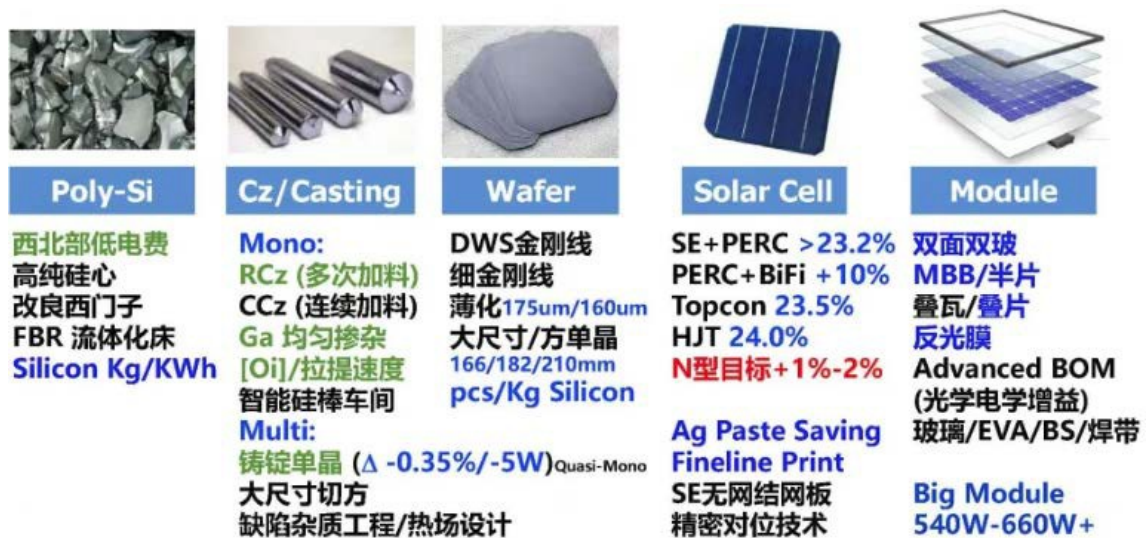 Poly-Si
西北部低电费
高纯硅心
改良西门子
FBR 流体化床
Silicon Kg/KWh
Cz/Casting
Mono:
RCz (多次加料)
CCz (连续加料)
Ga 均匀掺杂
[Oi]/拉提速度
智能硅棒车间
Multi:
铸锭单晶 (Δ -0.35%/-5W)Quasi-Mono
大尺寸切方
缺陷杂质工程/热场设计
Wafer
DWS金刚线
细金刚线
薄化175um/160um
大尺寸/方单晶
166/182/210mm
pcs/Kg Silicon
Solar Cell
SE+PERC >23.2%
PERC+BiFi +10%
Topcon 23.5%
HJT 24.0%
N型目标+1%-2%
Ag Paste Saving
Fineline Print
SE无网结网板
精密对位技术
Module
双面双玻
MBB/半片
叠瓦/叠片
反光膜
Advanced BOM
(光学电学增益)
玻璃/EVA/BS/焊带
Big Module
540W-660W+